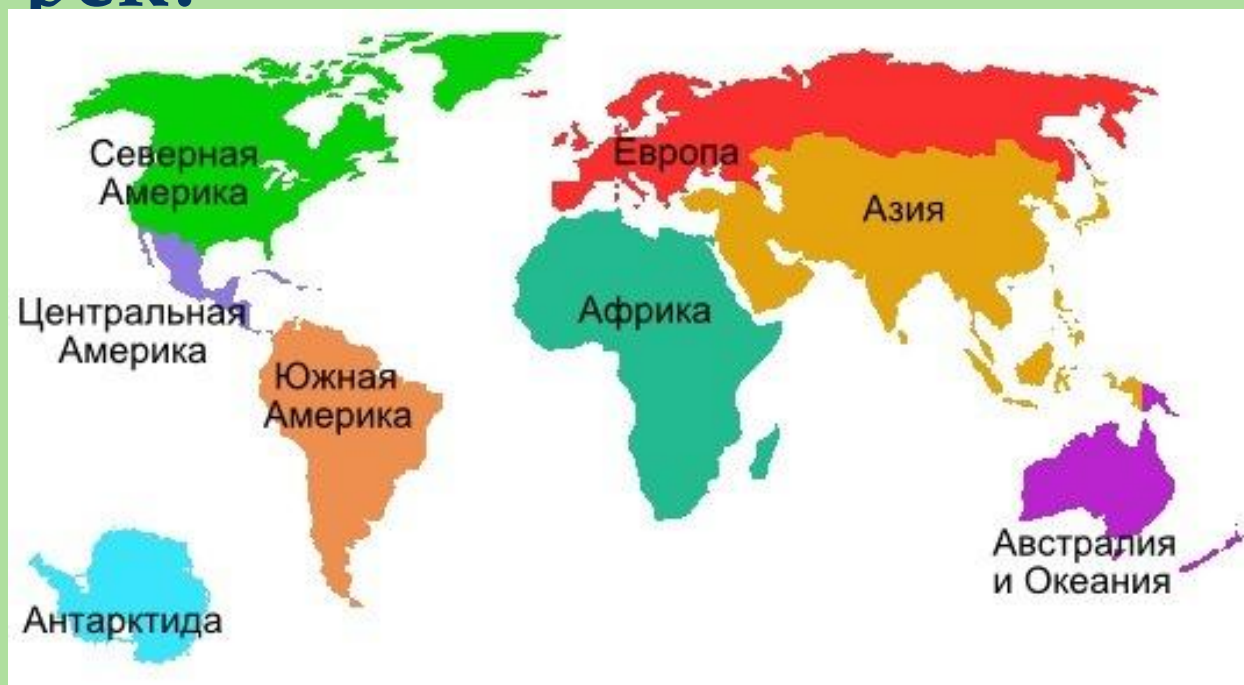 Северная
Америка
Европа
Азия
Центральная
Америка
Африка
Южная
Америка
Австралия
и Океания
Антарктида